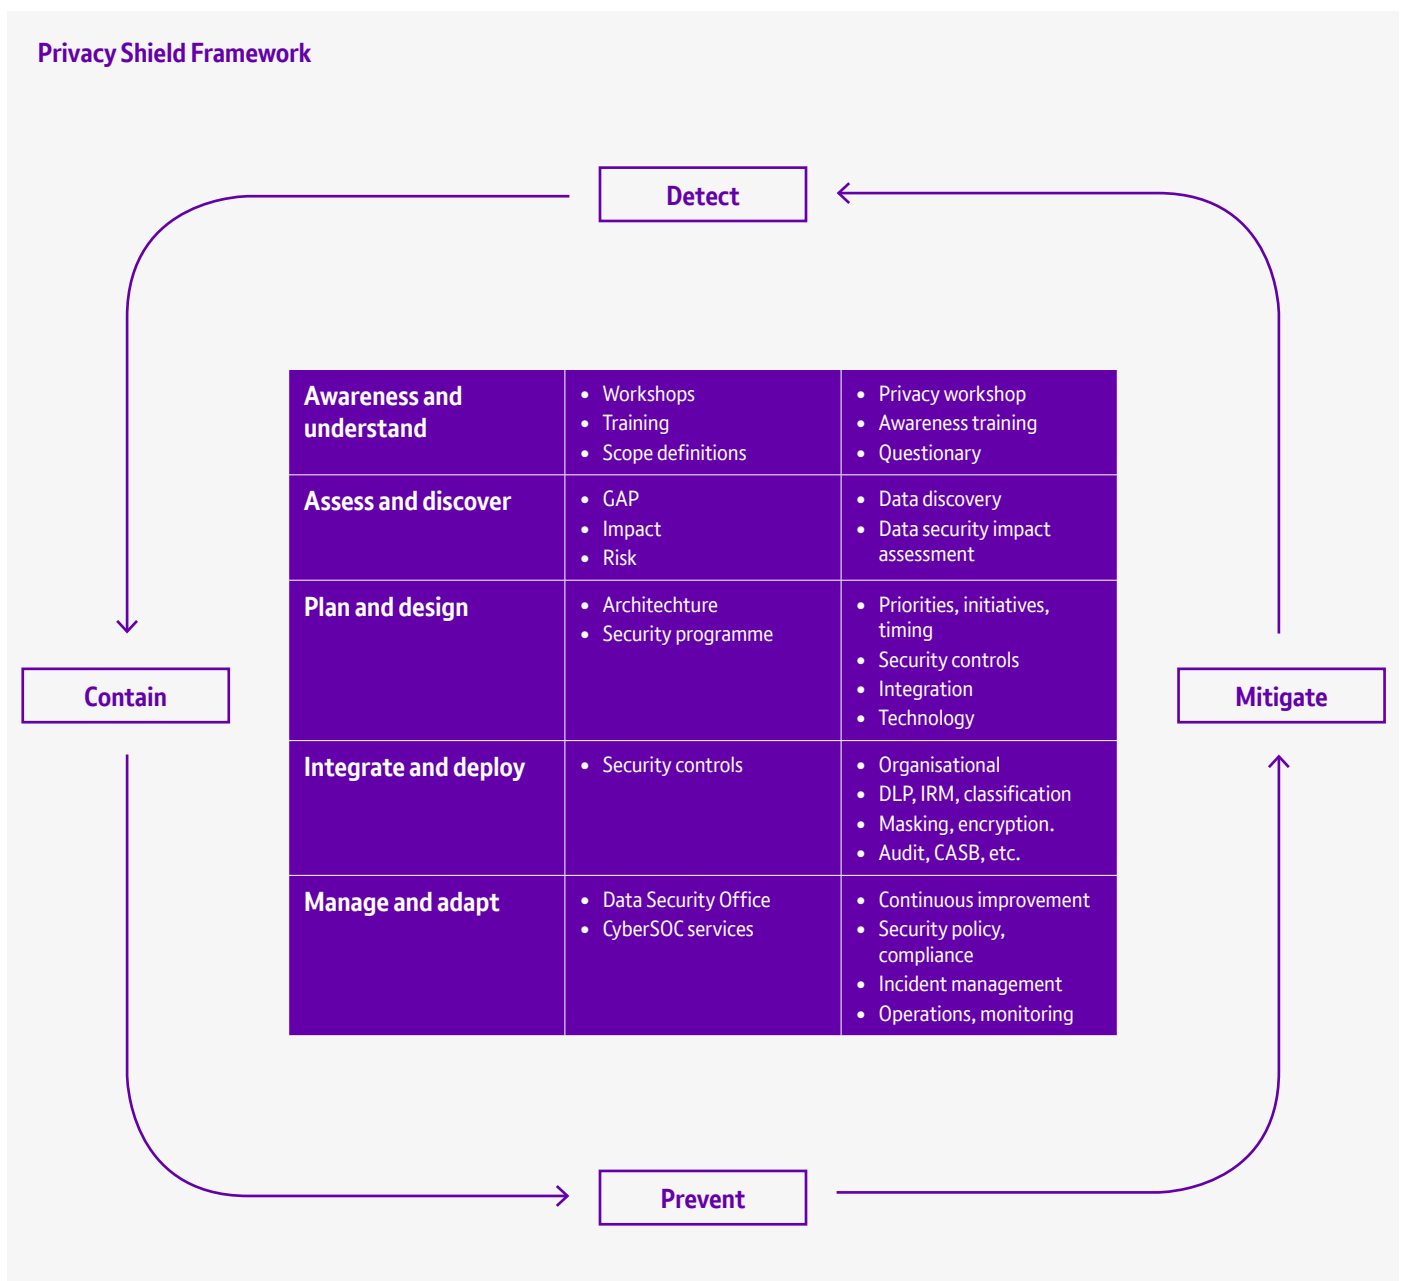 Privacy Shield Framework
Detect
Awareness and
understand
• Workshops
• Training
• Scope definitions
• Privacy workshop
• Awareness training
• Questionary
Assess and discover
• GAP
• Impact
• Risk
• Data discovery
• Data security impact
assessment
Plan and design
• Architechture
• Security programme
• Priorities, initiatives,
timing
• Security controls
• Integration
• Technology
Contain
Mitigate
Integrate and deploy
• Security controls
• Organisational
• DLP, IRM, classification
• Masking, encryption.
• Audit, CASB, etc.
Manage and adapt
• Data Security Office
• CyberSOC services
• Continuous improvement
• Security policy,
compliance
• Incident management
• Operations, monitoring
Prevent